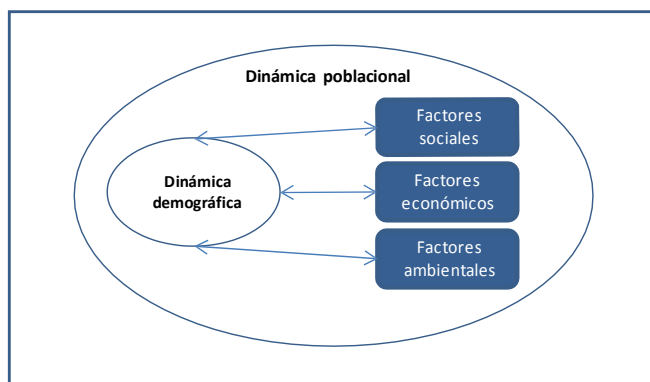 Dinámica poblacional
Factores
sociales
Dinámica
demográfica
Factores
económicos
Factores
ambientales